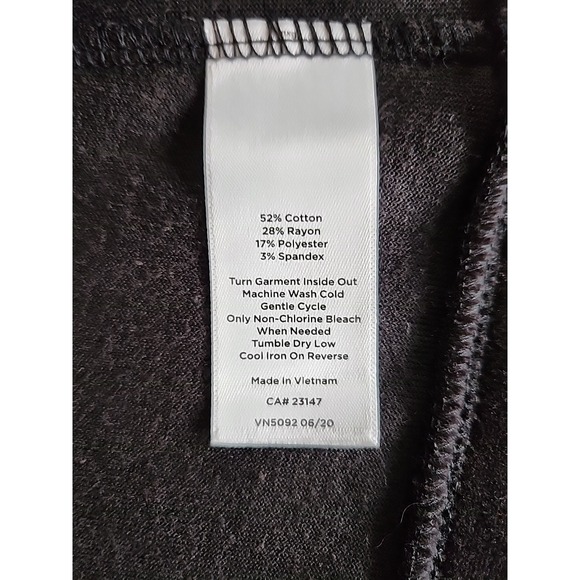 52% Cotton
28% Rayon
17% Polyester
3% Spandex
Turn Garment Inside Out
Machine Wash Cold
Gentle Cycle
Only Non-Chlorine Bleach
When Needed
Tumble Dry Low
Cool Iron On Reverse
Made in Vietnam
CA# 23147
VN5092 06/20